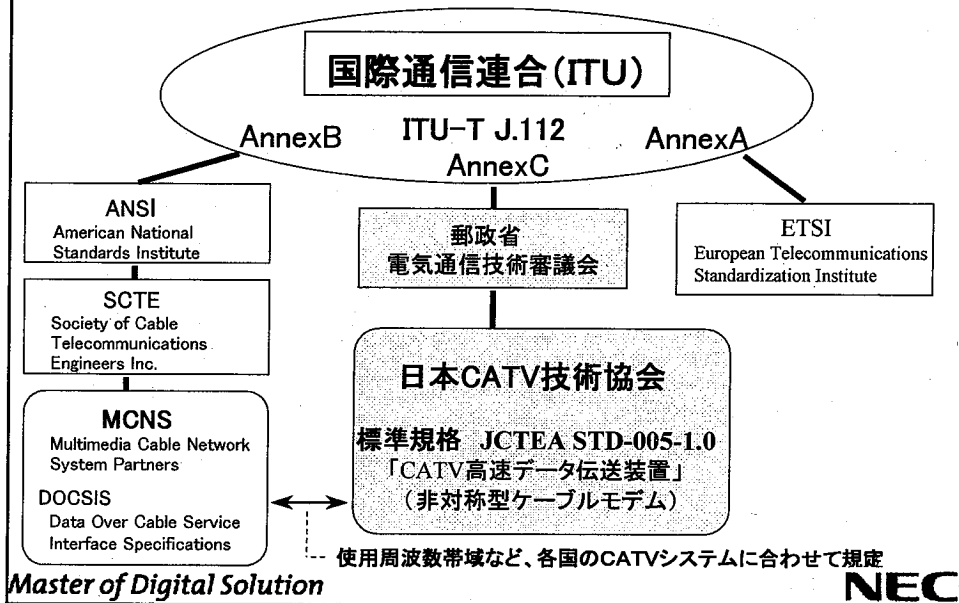 国際通信連合(ITU)
AnnexB
ITU-T J.112
AnnexA
AnnexC
ANSI
American National
Standards Institute
SCTE
Society of Cable
Telecommunications
Engineers Inc.
MCNS
Multimedia Cable Network
System Partners
DOCSIS
Data Over Cable Service
Interface Specifications
郵政省
電気通信技術審議会
日本CATV技術協会
標準規格 JCTEA STD-005-1.0
「CATV高速データ伝送装置」
(非対称型ケーブルモデム)
ETSI
European Telecommunications
Standardization Institute
使用周波数帯域など、各国のCATVシステムに合わせて規定
Master of Digital Solution
NEC